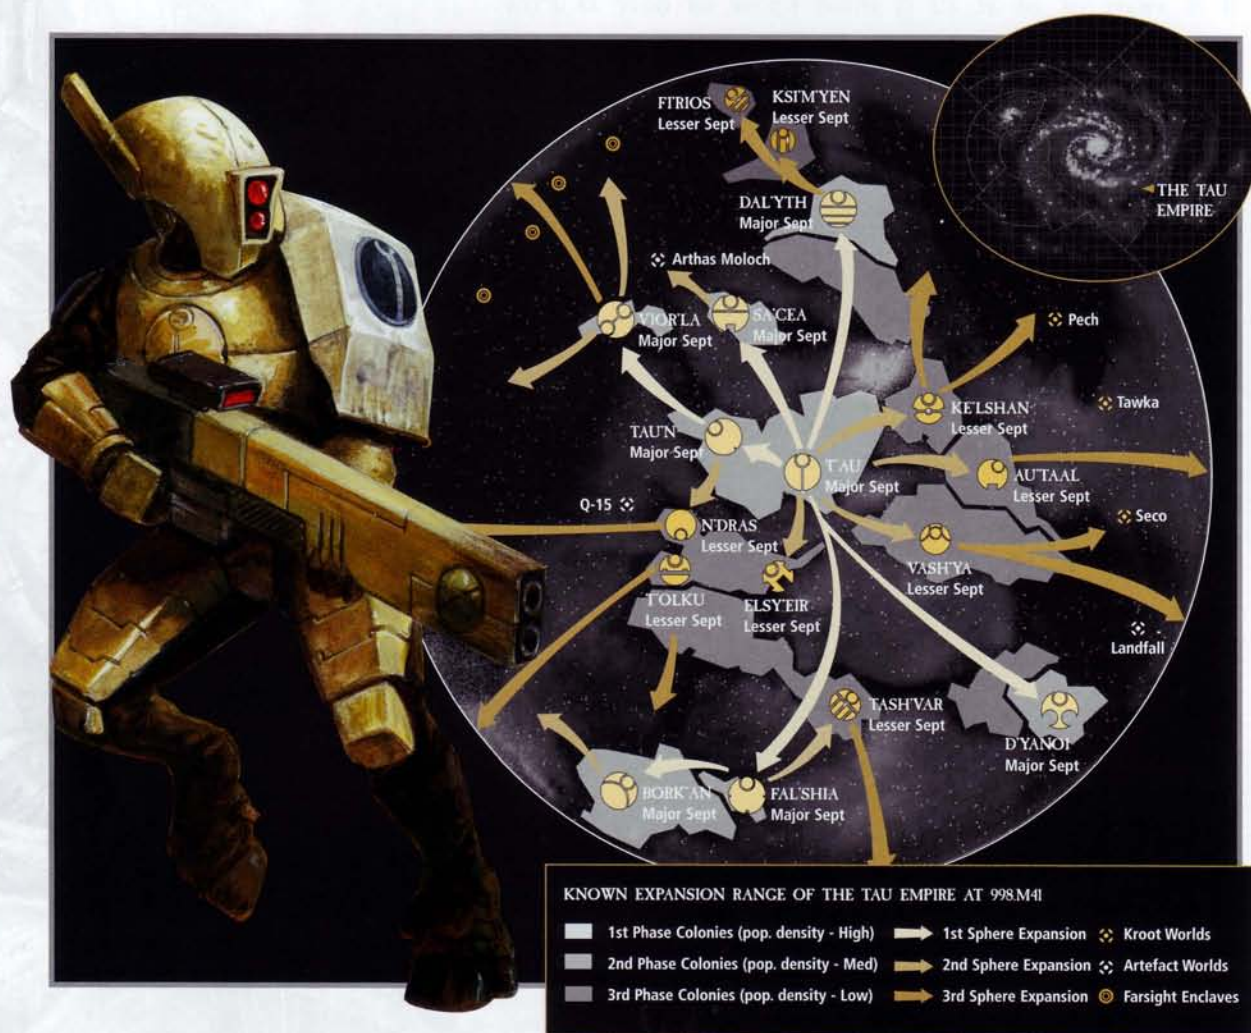 THE TAU
EMPIRE
FI'RIOS
Lesser Sept
KSI'M'YEN
Lesser Sept
DAL'YTH
Major Sept
Arthas Moloch
VIOR'LA
Major Sept
SA'CEA
Major Sept
Pech
Tawka
KE'LSHAN
Lesser Sept
TAU'N
Major Sept
T'AU
Major Sept
AU'TAAL
Lesser Sept
Q-15
Seco
N'DRAS
Lesser Sept
VASH'YA
Lesser Sept
T'OLKU
Lesser Sept
ELSY'EIR
Lesser Sept
Landfall
TASH'VAR
Lesser Sept
D'YANOI
Major Sept
BORK'AN
Major Sept
FAL'SHIA
Major Sept
KNOWN EXPANSION RANGE OF THE TAU EMPIRE AT 998.M41
1st Phase Colonies (pop. density - High)
2nd Phase Colonies (pop. density - Med)
3rd Phase Colonies (pop. density - Low)
1st Sphere Expansion
2nd Sphere Expansion
3rd Sphere Expansion
Kroot Worlds
Artefact Worlds
Farsight Enclaves